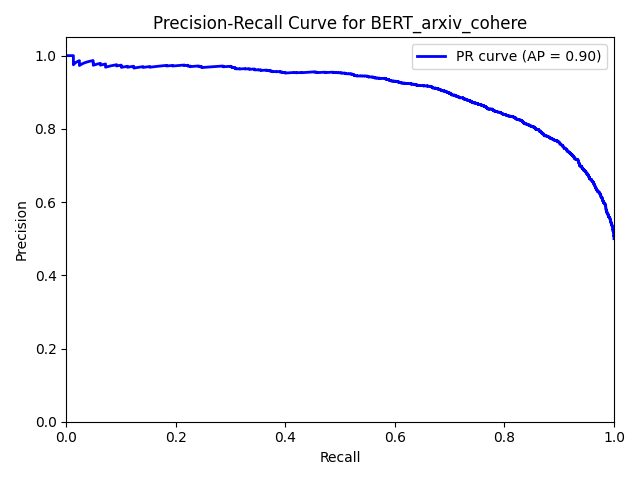 Precision-Recall Curve for BERT_arxiv_cohere
PR curve (AP = 0.90)
1.0
0.8
0.6
0.4
0.2
0.0
Precision
0.0 0.2 0.4 0.6 0.8 1.0
Recall